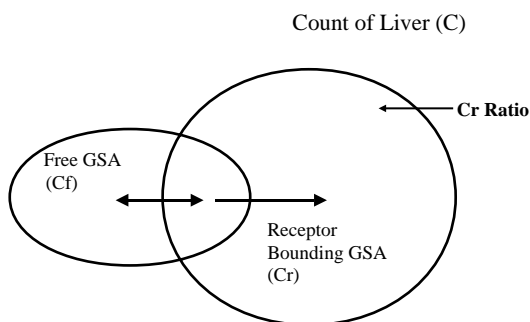 Count of Liver (C)
Cr Ratio
Free GSA
(Cf)
Receptor
Bounding GSA
(Cr)